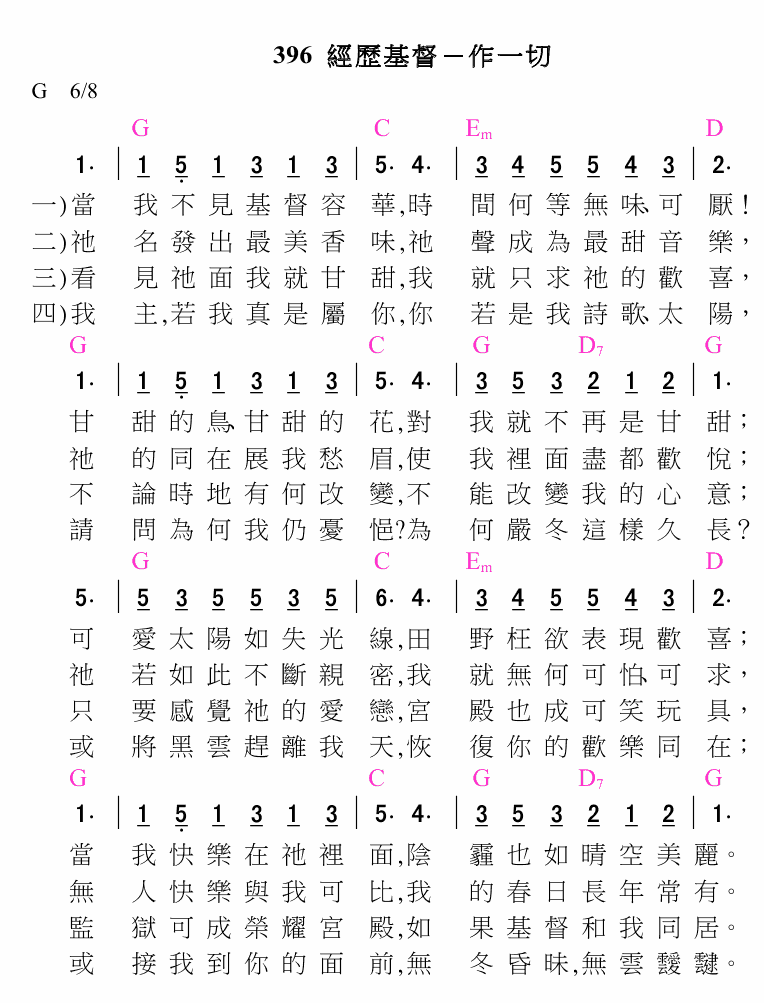 396 經歷基督－作一切
G 6/8
G C Em D
1· | 1 5 1 3 1 3 | 5· 4· | 3 4 5 5 4 3 | 2·
一)當 我不見基督容 華,時 間何等無味、可 厭！
二)祂 名發出最美香 味,祂 聲成為最甜音 樂，
三)看 見祂面我就甘 甜,我 就只求祂的歡 喜，
四)我 主,若我真是屬 你,你 若是我詩歌、太 陽，
G C G D7 G
1· | 1 5 1 3 1 3 | 5· 4· | 3 5 3 2 1 2 | 1·
甘 甜的鳥、甘甜的 花,對 我就不再是甘 甜；
祂 的同在展我愁 眉,使 我裡面盡都歡 悅；
不 論時地有何改 變,不 能改變我的心 意；
請 問為何我仍憂 悒?為 何嚴冬這樣久 長？
G C Em D
5· | 5 3 5 5 3 5 | 6· 4· | 3 4 5 5 4 3 | 2·
可 愛太陽如失光 線,田 野枉欲表現歡 喜；
祂 若如此不斷親 密,我 就無何可怕、可 求，
只 要感覺祂的愛 戀,宮 殿也成可笑玩 具，
或 將黑雲趕離我 天,恢 復你的歡樂同 在；
G C G D7 G
1· | 1 5 1 3 1 3 | 5· 4· | 3 5 3 2 1 2 | 1·
當 我快樂在祂裡 面,陰 霾也如晴空美 麗。
無 人快樂與我可 比,我 的春日長年常 有。
監 獄可成榮耀宮 殿,如 果基督和我同 居。
或 接我到你的面 前,無 冬昏昧,無雲靉 靆。